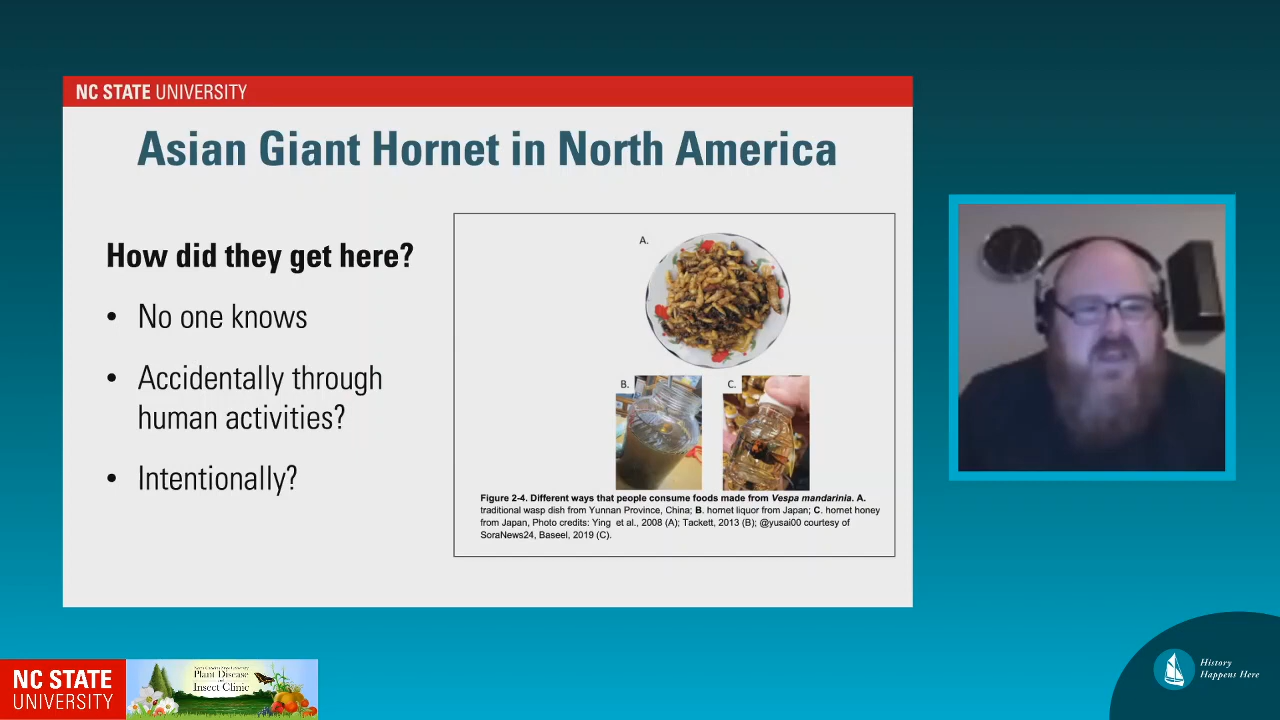 NC STATE UNIVERSITY
Asian Giant Hornet in North America
How did they get here?
• No one knows
• Accidentally through
human activities?
• Intentionally?
A.
B.
C.
Figure 2-4. Different ways that people consume foods made from Vespa mandarinia. A.
traditional wasp dish from Yunnan Province, China; B. hornet liquor from Japan; C. hornet honey
from Japan, Photo credits: Ying et al., 2008 (A); Tackett, 2013 (B); @yusai00 courtesy of
SoraNews24, Baseel, 2019 (C).
NC STATE
UNIVERSITY
Plant Disease
Insect Clinic
History
Happens Here